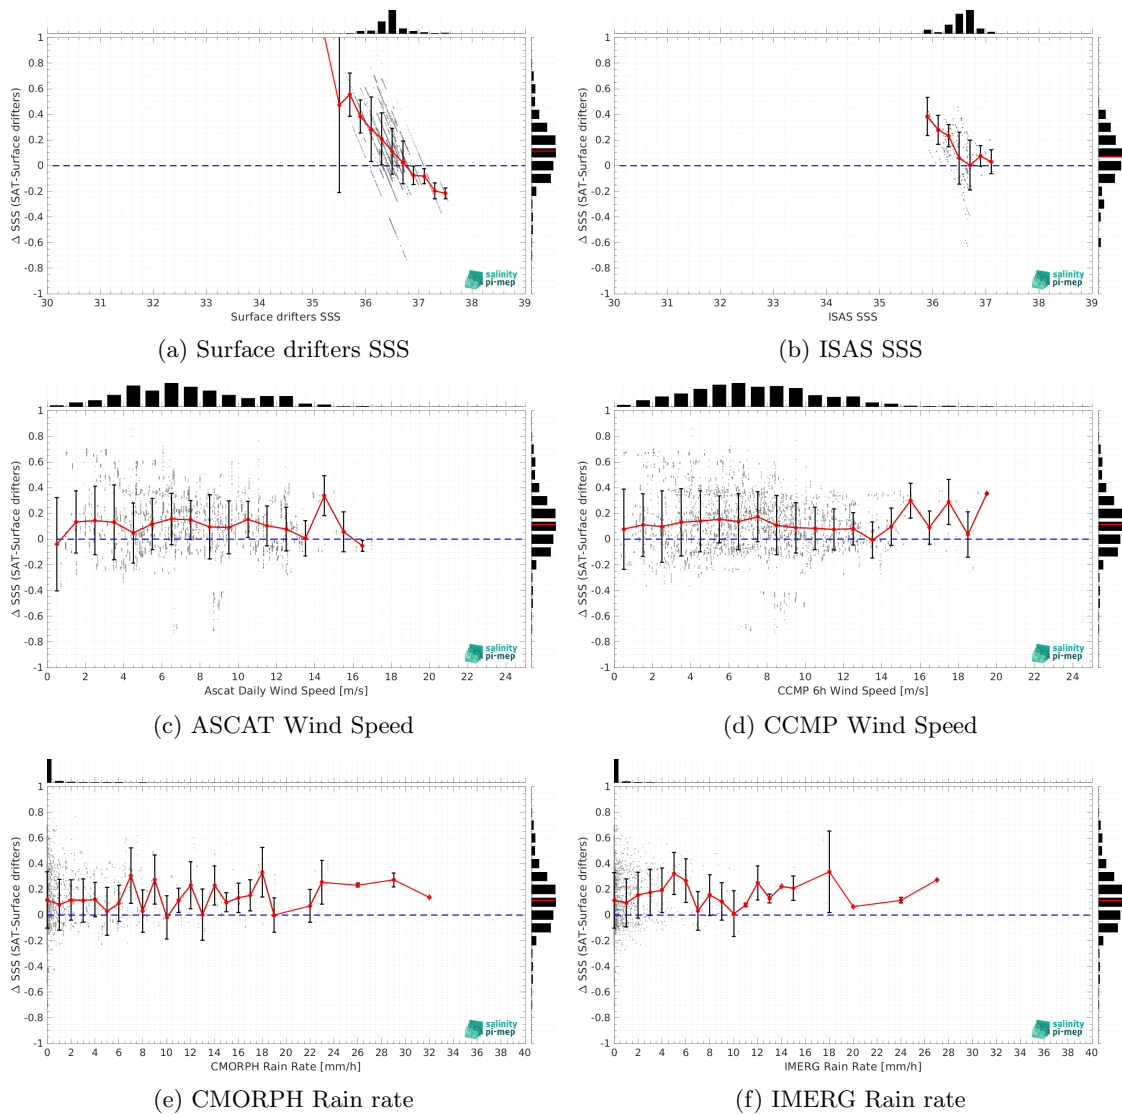 1
0.8
0.6
0.4
0.2
0
-0.2
-0.4
-0.6
-0.8
-1
Δ SSS (SAT-Surface drifters)
30 31 32 33 34 35 36 37 38 39
Surface drifters SSS
salinity
pi-mep
(a) Surface drifters SSS
1
0.8
0.6
0.4
0.2
0
-0.2
-0.4
-0.6
-0.8
-1
Δ SSS (SAT-Surface drifters)
30 31 32 33 34 35 36 37 38 39
ISAS SSS
salinity
pi-mep
(b) ISAS SSS
1
0.8
0.6
0.4
0.2
0
-0.2
-0.4
-0.6
-0.8
-1
Δ SSS (SAT-Surface drifters)
0 2 4 6 8 10 12 14 16 18 20 22 24
Ascat Daily Wind Speed [m/s]
salinity
pi-mep
(c) ASCAT Wind Speed
1
0.8
0.6
0.4
0.2
0
-0.2
-0.4
-0.6
-0.8
-1
Δ SSS (SAT-Surface drifters)
0 2 4 6 8 10 12 14 16 18 20 22 24
CCMP 6h Wind Speed [m/s]
salinity
pi-mep
(d) CCMP Wind Speed
1
0.8
0.6
0.4
0.2
0
-0.2
-0.4
-0.6
-0.8
-1
Δ SSS (SAT-Surface drifters)
0 2 4 6 8 10 12 14 16 18 20 22 24 26 28 30 32 34 36 38 40
CMORPH Rain Rate [mm/h]
salinity
pi-mep
(e) CMORPH Rain rate
1
0.8
0.6
0.4
0.2
0
-0.2
-0.4
-0.6
-0.8
-1
Δ SSS (SAT-Surface drifters)
0 2 4 6 8 10 12 14 16 18 20 22 24 26 28 30 32 34 36 38 40
IMERG Rain Rate [mm/h]
salinity
pi-mep
(f) IMERG Rain rate